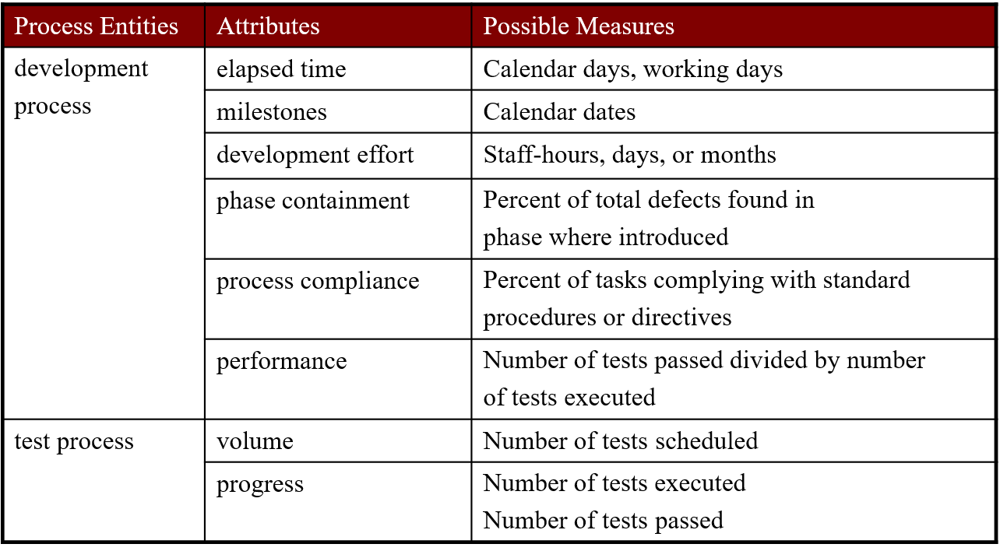 Process Entities Attributes Possible Measures
development process elapsed time Calendar days, working days
milestones Calendar dates
development effort Staff-hours, days, or months
phase containment Percent of total defects found in
phase where introduced
process compliance Percent of tasks complying with standard
procedures or directives
performance Number of tests passed divided by number
of tests executed
test process volume Number of tests scheduled
progress Number of tests executed
Number of tests passed